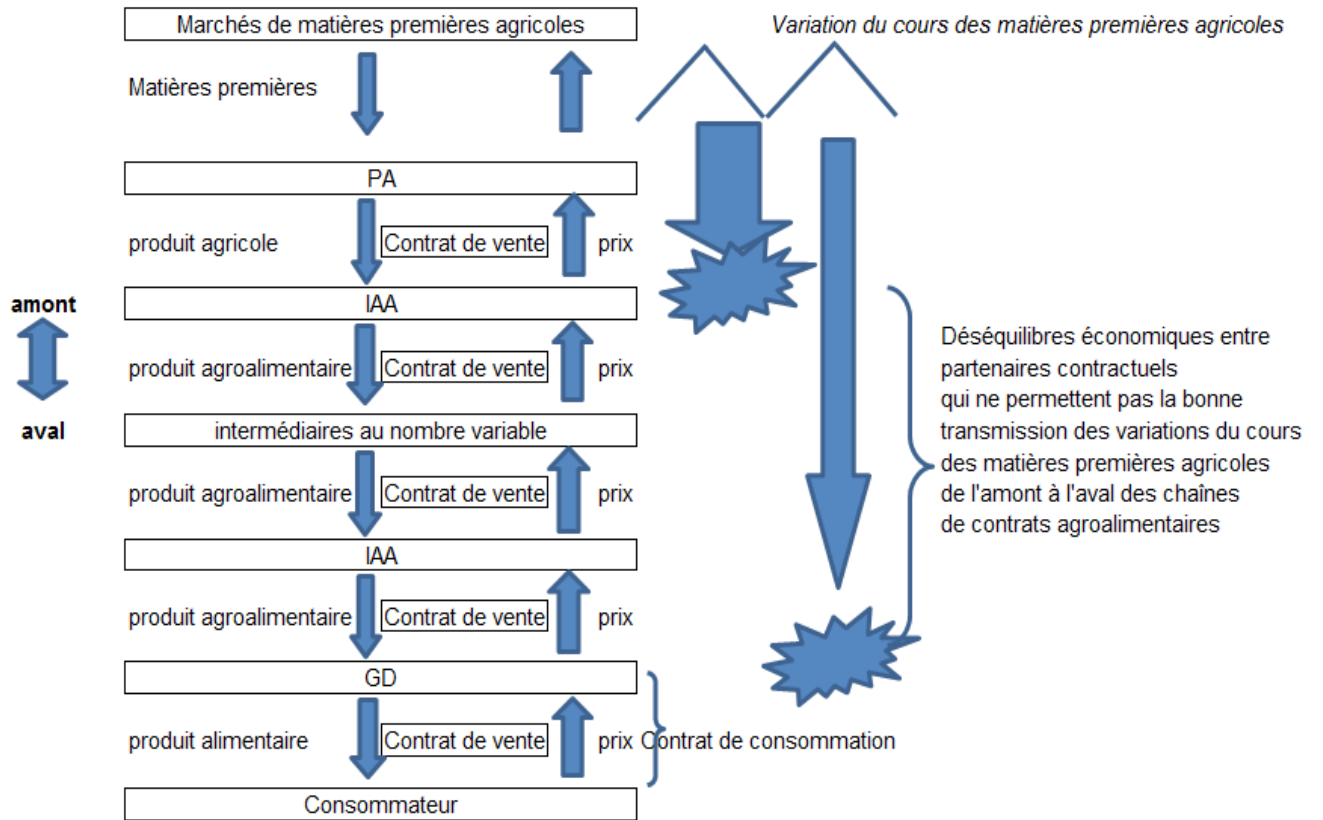 Marchés de matières premières agricoles
Variation du cours des matières premières agricoles
Matières premières
PA
produit agricole
Contrat de vente
prix
amont
IAA
produit agroalimentaire
Contrat de vente
prix
aval
intermédiaires au nombre variable
Déséquilibres économiques entre
partenaires contractuels
qui ne permettent pas la bonne
transmission des variations du cours
des matières premières agricoles
de l'amont à l'aval des chaînes
de contrats agroalimentaires
produit agroalimentaire
Contrat de vente
prix
IAA
produit agroalimentaire
Contrat de vente
prix
GD
produit alimentaire
Contrat de vente
prix
Contrat de consommation
Consommateur